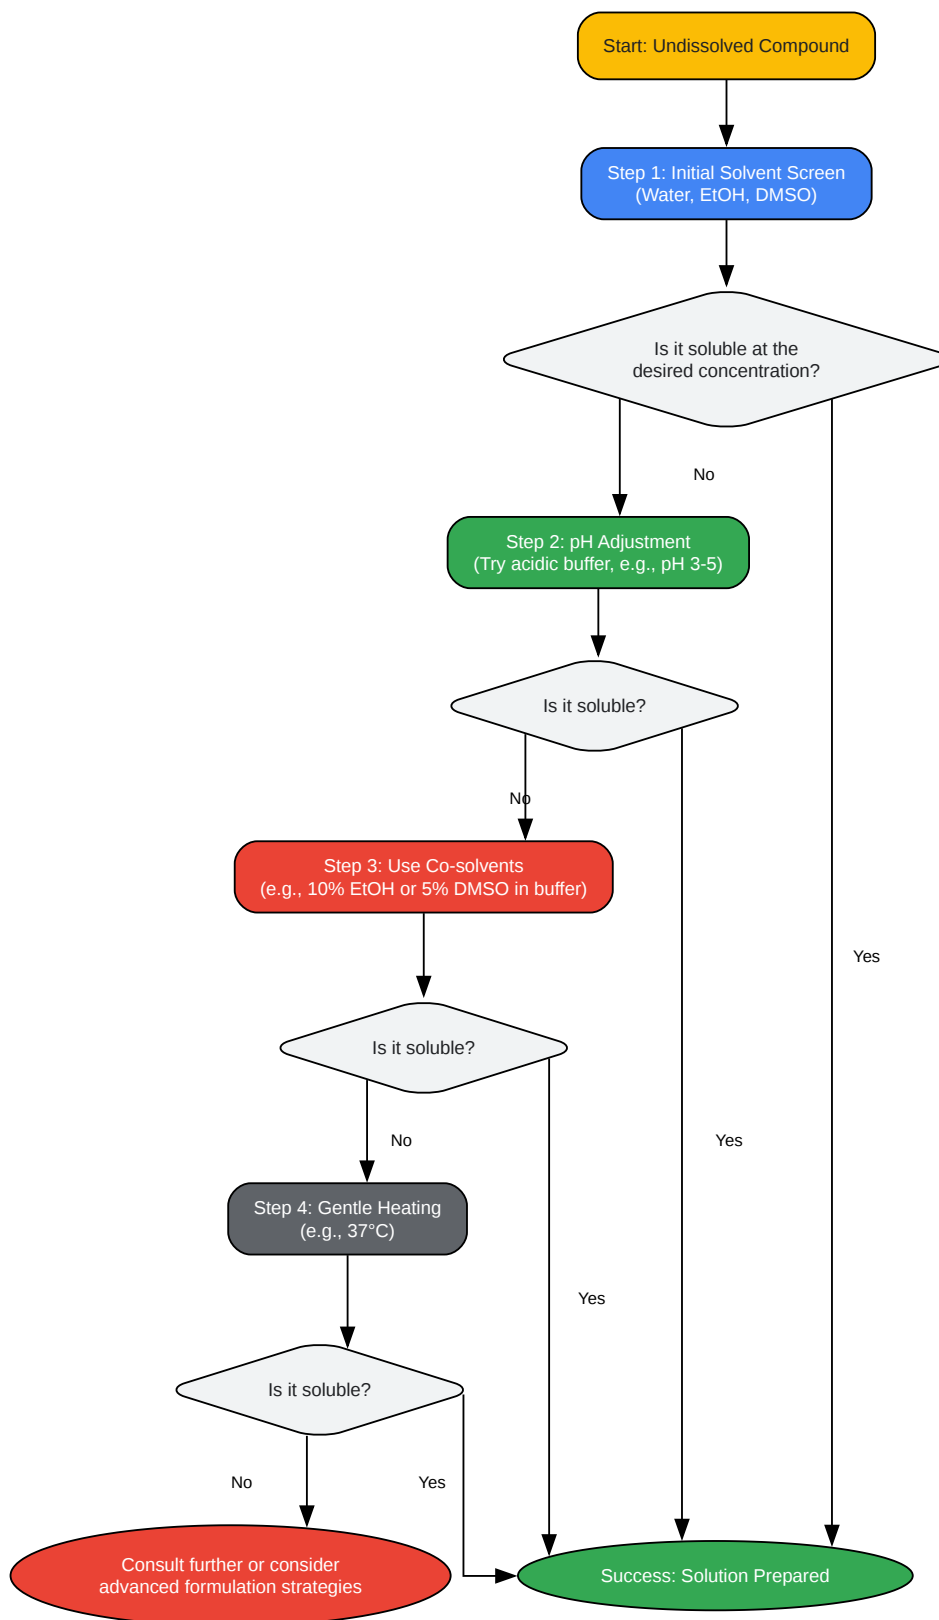 Start: Undissolved Compound
Step 1: Initial Solvent Screen
(Water, EtOH, DMSO)
Is it soluble at the
desired concentration?
No
Step 2: pH Adjustment
(Try acidic buffer, e.g., pH 3-5)
Is it soluble?
No
Step 3: Use Co-solvents
(e.g., 10% EtOH or 5% DMSO in buffer)
Yes
Is it soluble?
No
Yes
Step 4: Gentle Heating
(e.g., 37°C)
Yes
Is it soluble?
No
Yes
Consult further or consider
advanced formulation strategies
Success: Solution Prepared